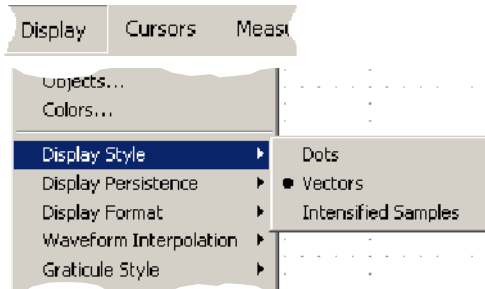 Display Cursors
Objects...
Colors...
Display Style
Display Persistence
Display Format
Waveform Interpolation
Graticule Style
Dots
Vectors
Intensified Samples